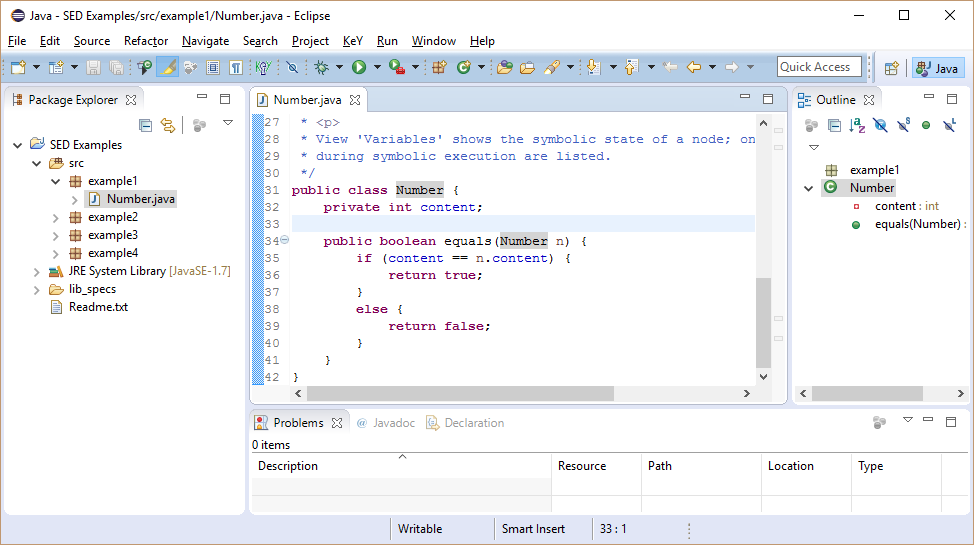 Java - SED Examples/src/example1/Number.java - Eclipse
File Edit Source Refactor Navigate Search Project KeY Run Window Help
Quick Access
Java
Package Explorer
SED Examples
src
example1
Number.java
example2
example3
example4
JRE System Library [JavaSE-1.7]
lib_specs
Readme.txt
Number.java
27 * <p>
28 * View 'Variables' shows the symbolic state of a node; on
29 * during symbolic execution are listed.
30 */
31 public class Number {
32 private int content;
33
34 public boolean equals(Number n) {
35 if (content == n.content) {
36 return true;
37 }
38 else {
39 return false;
40 }
41 }
42 }
Outline
example1
Number
content : int
equals(Number) :
Problems @ Javadoc Declaration
0 items
Description Resource Path Location Type
Writable Smart Insert 33 : 1